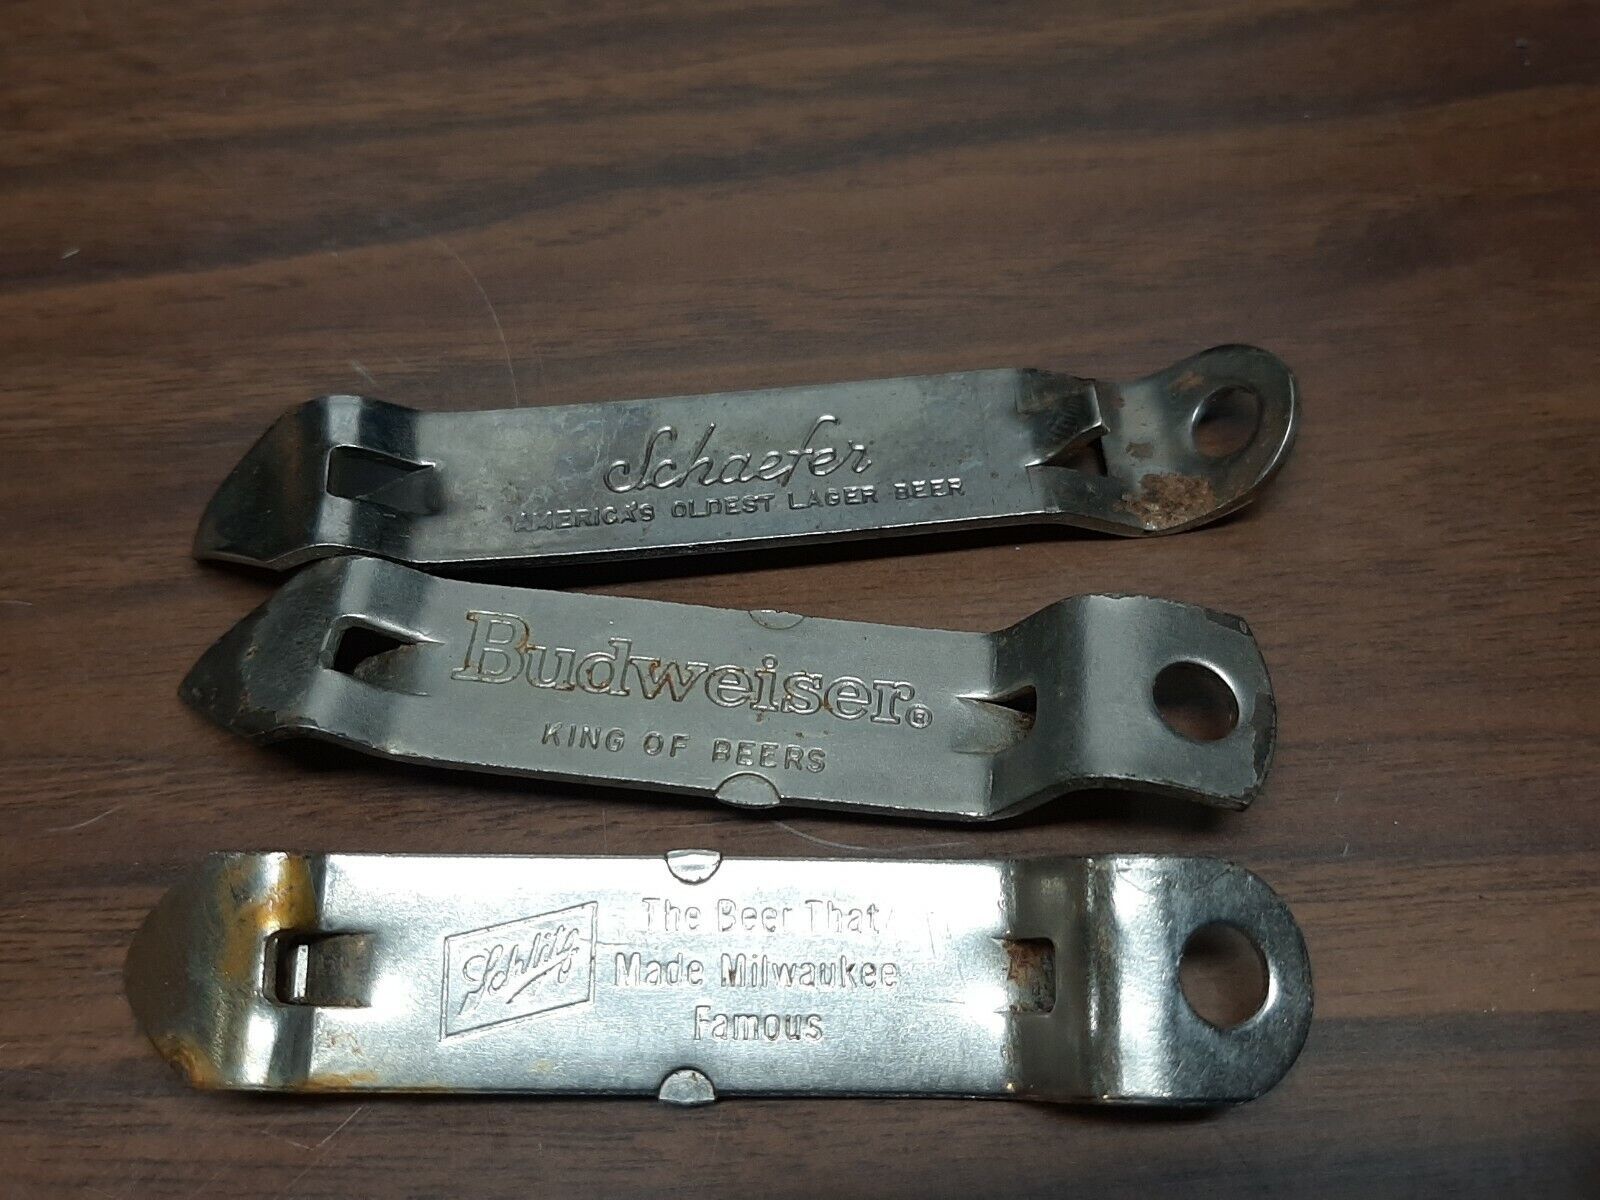 Schaefer
AMERICA'S OLDEST LAGER BEER
Budweiser®
KING OF BEERS
Schlitz
The Beer That
Made Milwaukee
Famous